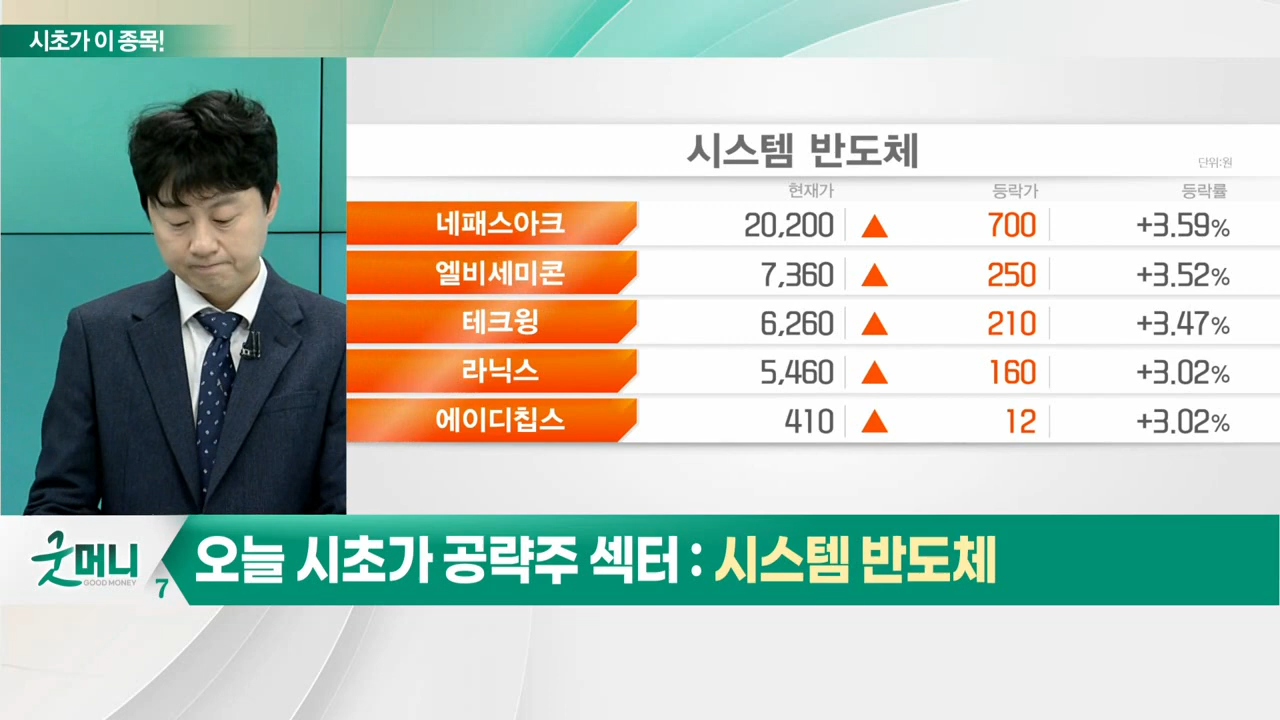 시초가 이 종목!
시스템 반도체
단위:원
현재가 등락가 등락률
네패스아크 20,200 ▲ 700 +3.59%
엘비세미콘 7,360 ▲ 250 +3.52%
테크윙 6,260 ▲ 210 +3.47%
라닉스 5,460 ▲ 160 +3.02%
에이디칩스 410 ▲ 12 +3.02%
굿머니
GOOD MONEY
7
오늘 시초가 공략주 섹터 : 시스템 반도체